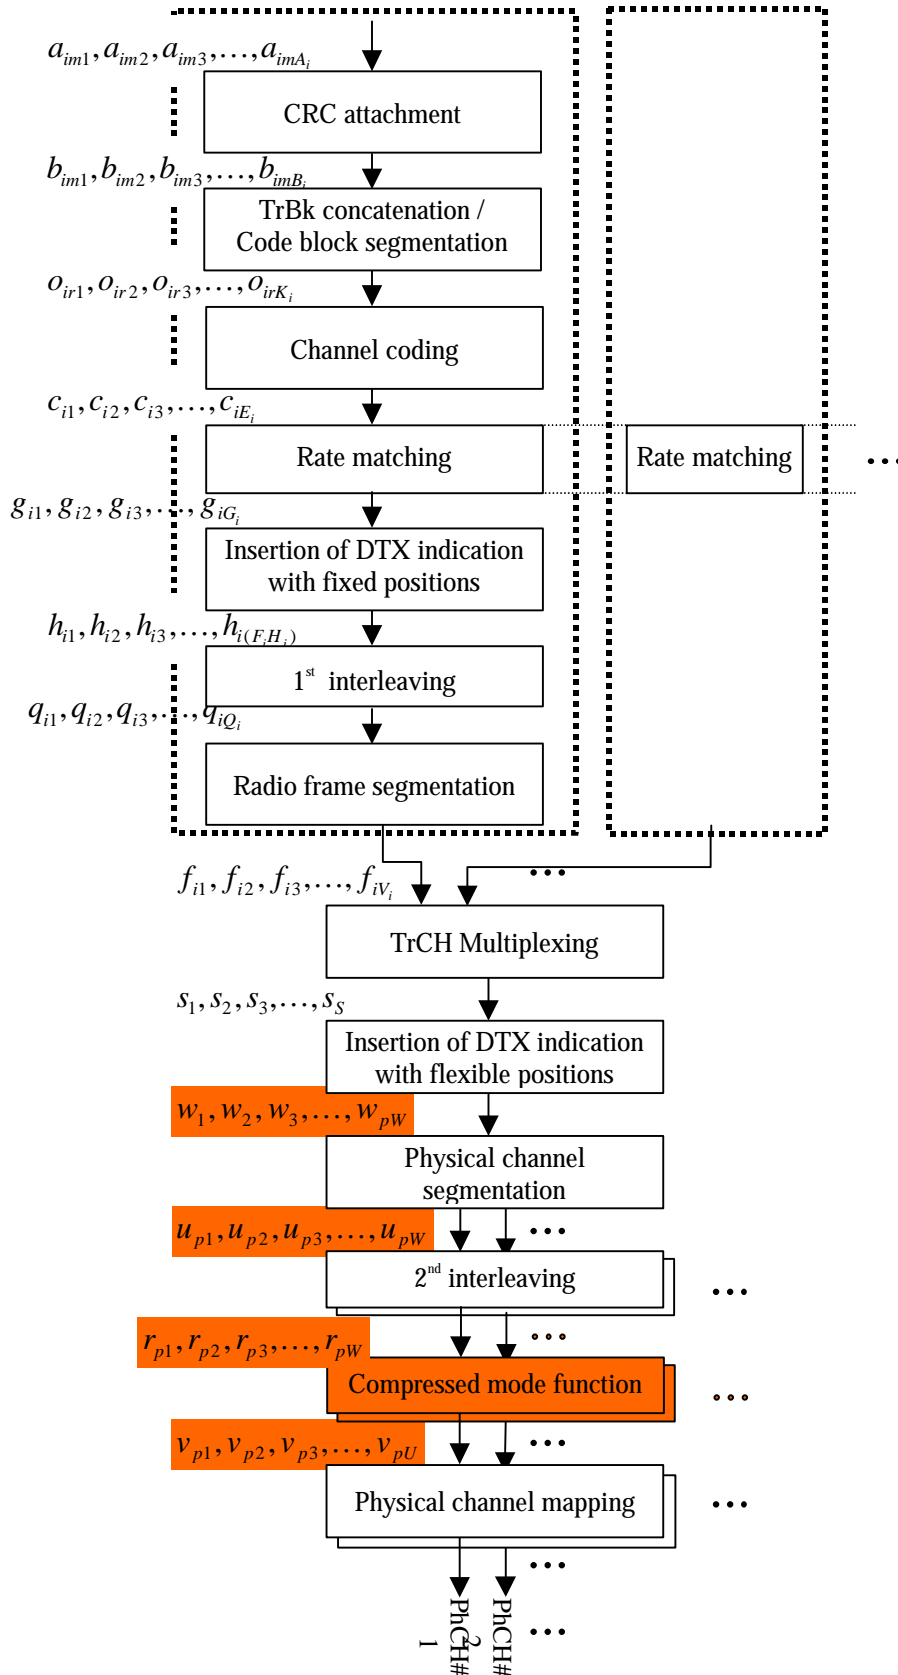 a_{im1}, a_{im2}, a_{im3}, …, a_{imA_i}
CRC attachment
b_{im1}, b_{im2}, b_{im3}, …, b_{imB_i}
TrBk concatenation /
Code block segmentation
o_{ir1}, o_{ir2}, o_{ir3}, …, o_{irK_i}
Channel coding
c_{i1}, c_{i2}, c_{i3}, …, c_{iE_i}
Rate matching
Rate matching
…
g_{i1}, g_{i2}, g_{i3}, …, g_{iG_i}
Insertion of DTX indication
with fixed positions
h_{i1}, h_{i2}, h_{i3}, …, h_{i(F_iH_i)}
1st interleaving
q_{i1}, q_{i2}, q_{i3}, …, q_{iQ_i}
Radio frame segmentation
f_{i1}, f_{i2}, f_{i3}, …, f_{iV_i}
…
TrCH Multiplexing
s_1, s_2, s_3, …, s_S
Insertion of DTX indication
with flexible positions
w_1, w_2, w_3, …, w_{pW}
Physical channel
segmentation
u_{p1}, u_{p2}, u_{p3}, …, u_{pW}
…
2nd interleaving
…
r_{p1}, r_{p2}, r_{p3}, …, r_{pW}
…
Compressed mode function
…
v_{p1}, v_{p2}, v_{p3}, …, v_{pU}
…
Physical channel mapping
…
…
PhCH#
1
PhCH#
2
…